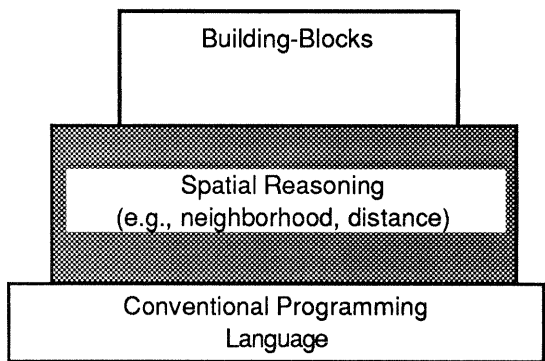 Building-Blocks
Spatial Reasoning
(e.g., neighborhood, distance)
Conventional Programming
Language